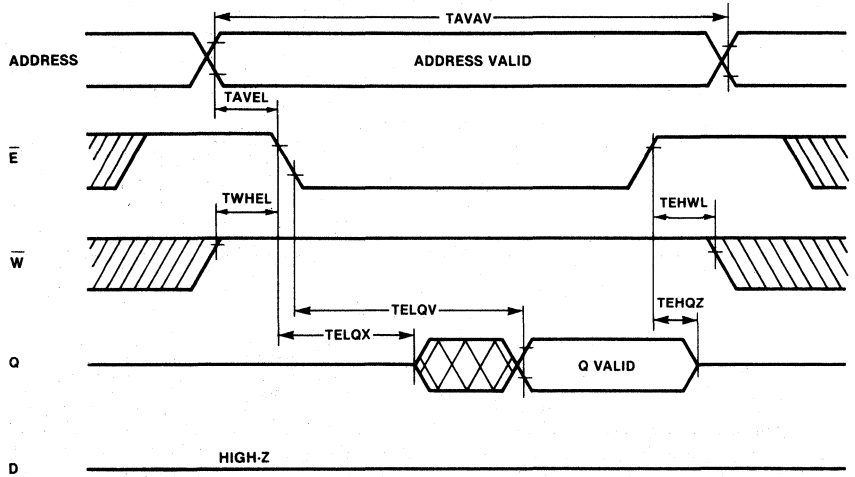 TAVAV
ADDRESS
ADDRESS VALID
TAVEL
E
TWHEL
TEHWL
W
TELQV
TEHQZ
TELQX
Q
Q VALID
HIGH-Z
D